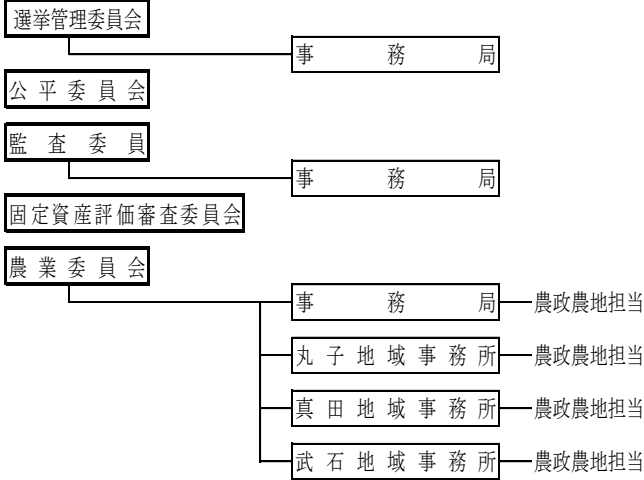 選挙管理委員会
事務局
公平委員会
監査委員
事務局
固定資産評価審査委員会
農業委員会
事務局 農政農地担当
丸子地域事務所 農政農地担当
真田地域事務所 農政農地担当
武石地域事務所 農政農地担当